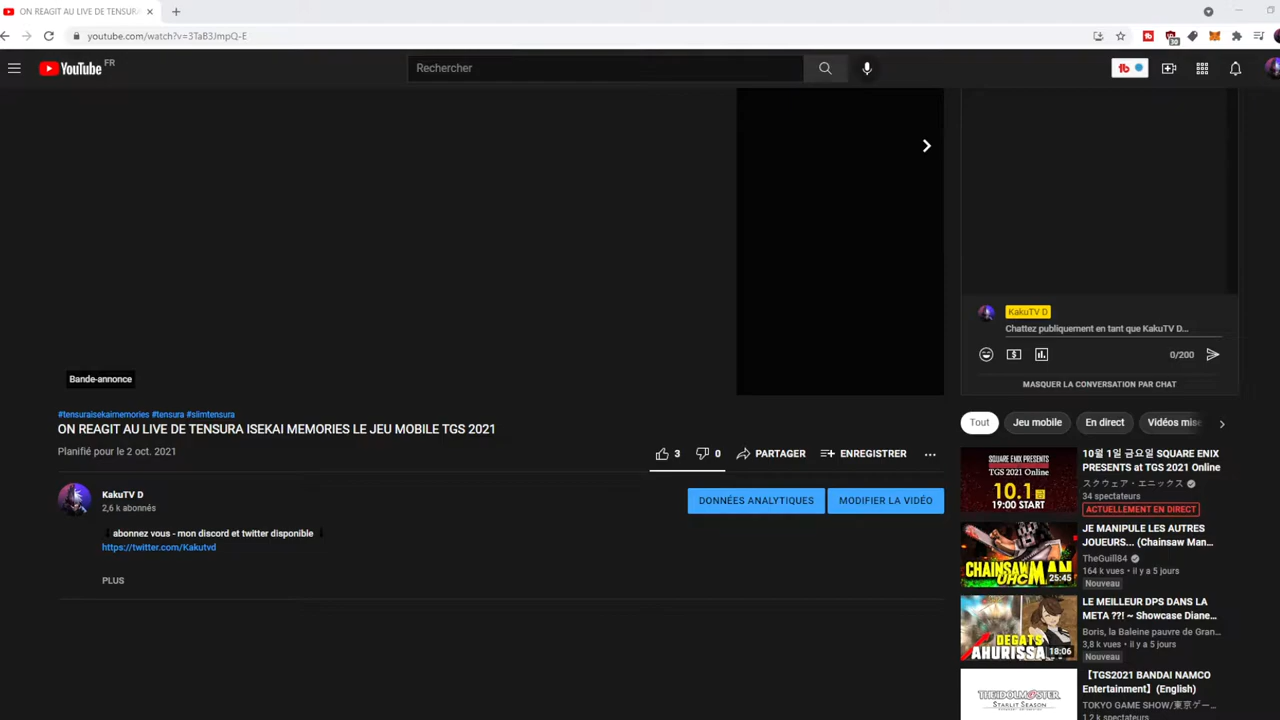 ON REAGIT AU LIVE DE TENSURA
youtube.com/watch?v=3TaB3JmpQ-E
YouTube FR
Rechercher
Bande-annonce
#tensuraisekaimemories #tensura #slimtensura
ON REAGIT AU LIVE DE TENSURA ISEKAI MEMORIES LE JEU MOBILE TGS 2021
Planifié pour le 2 oct. 2021
3
0
PARTAGER
ENREGISTRER
KakuTV D
2,6 k abonnés
DONNÉES ANALYTIQUES
MODIFIER LA VIDÉO
abonnez vous - mon discord et twitter disponible
https://twitter.com/Kakutvd
PLUS
KakuTV D
Chattez publiquement en tant que KakuTV D...
0/200
MASQUER LA CONVERSATION PAR CHAT
Tout
Jeu mobile
En direct
Vidéos mise
SQUARE ENIX PRESENTS
TGS 2021 Online
10.1
19:00 START
10월 1일 금요일 SQUARE ENIX
PRESENTS at TGS 2021 Online
スクウェア・エニックス
34 spectateurs
ACTUELLEMENT EN DIRECT
CHAINSAW MAN
UHC
25:45
JE MANIPULE LES AUTRES
JOUEURS... (Chainsaw Man...
TheGuill84
164 k vues • il y a 5 jours
Nouveau
DEGATS
AHURISSA
18:06
LE MEILLEUR DPS DANS LA
META ??! ~ Showcase Diane...
Boris, la Baleine pauvre de Gran...
3,8 k vues • il y a 5 jours
Nouveau
THE IDOLM@STER
STARLIT SEASON
【TGS2021 BANDAI NAMCO
Entertainment】(English)
TOKYO GAME SHOW/東京ゲー...
1,2 k spectateurs